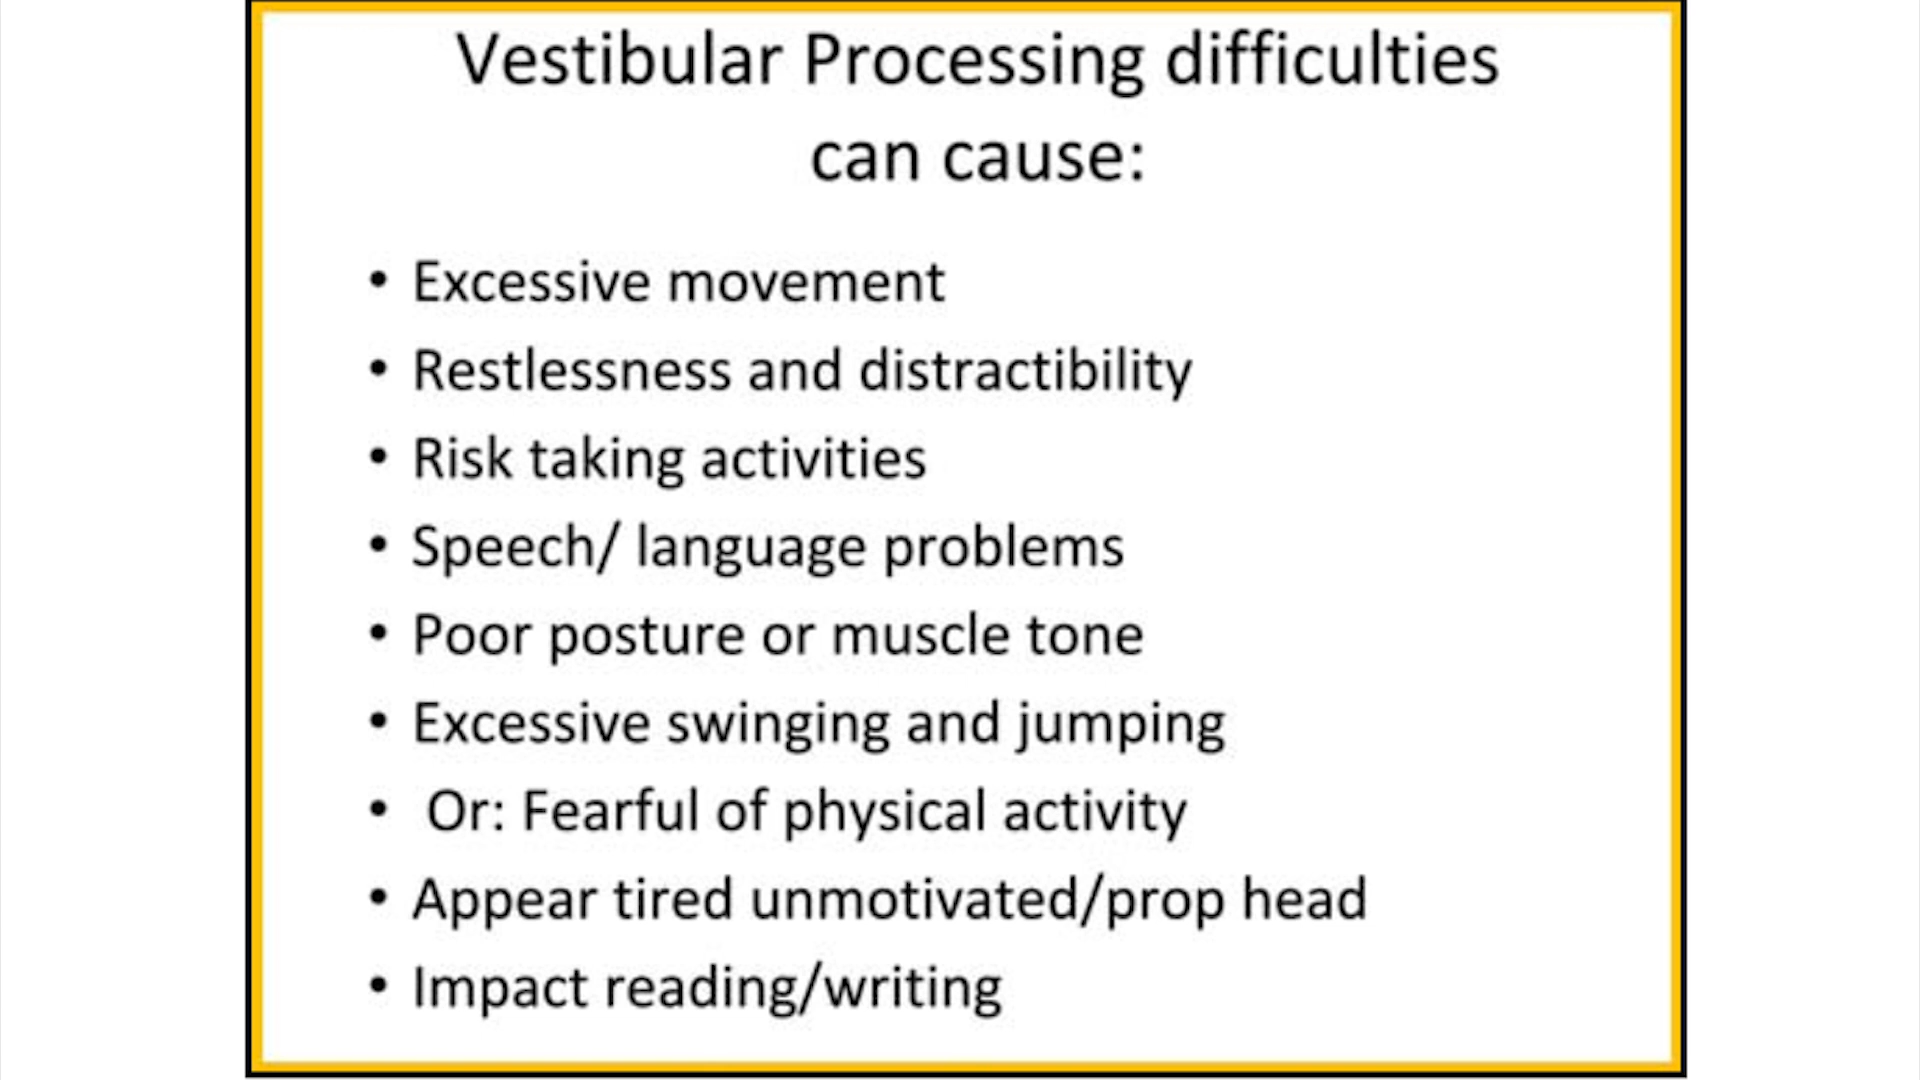 Vestibular Processing difficulties
can cause:
• Excessive movement
• Restlessness and distractibility
• Risk taking activities
• Speech/ language problems
• Poor posture or muscle tone
• Excessive swinging and jumping
• Or: Fearful of physical activity
• Appear tired unmotivated/prop head
• Impact reading/writing